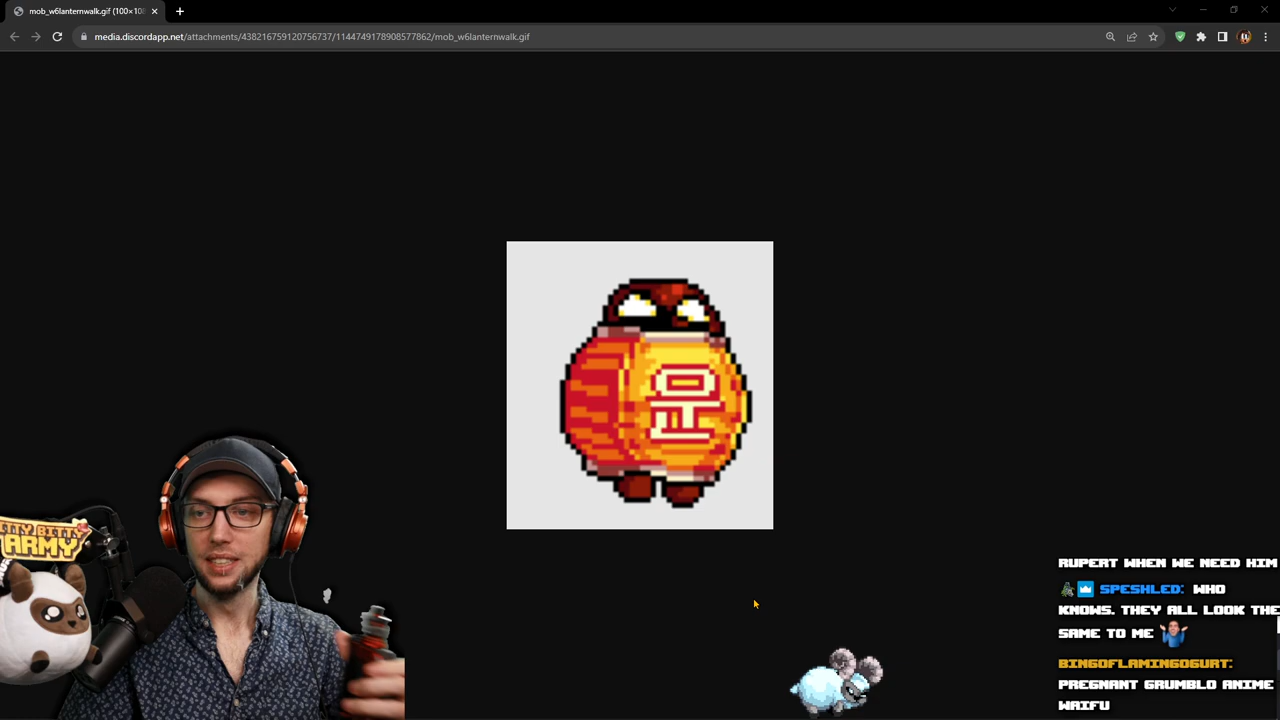 mob_w6lanternwalk.gif (100×10
media.discordapp.net/attachments/438216759120756737/1144749178908577862/mob_w6lanternwalk.gif
ITTY BITTY
ARMY
RUPERT WHEN WE NEED HIM
SPESHLED: WHO
KNOWS. THEY ALL LOOK THE
SAME TO ME
BINGOFLAMINGOGURT:
PREGNANT GRUMBLO ANIME
WAIFU